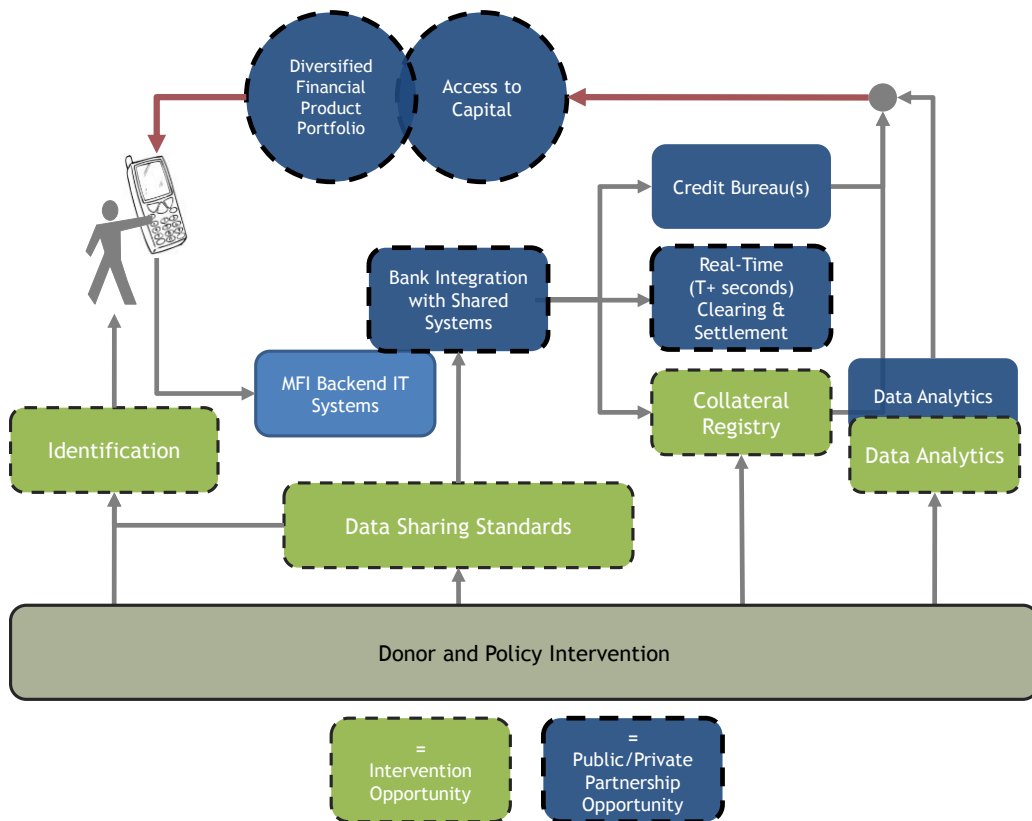 Diversified
Financial
Product
Portfolio
Access to
Capital
Credit Bureau(s)
Bank Integration
with Shared
Systems
Real-Time
(T+ seconds)
Clearing &
Settlement
MFI Backend IT
Systems
Collateral
Registry
Data Analytics
Identification
Data Analytics
Data Sharing Standards
Donor and Policy Intervention
=
Intervention
Opportunity
=
Public/Private
Partnership
Opportunity